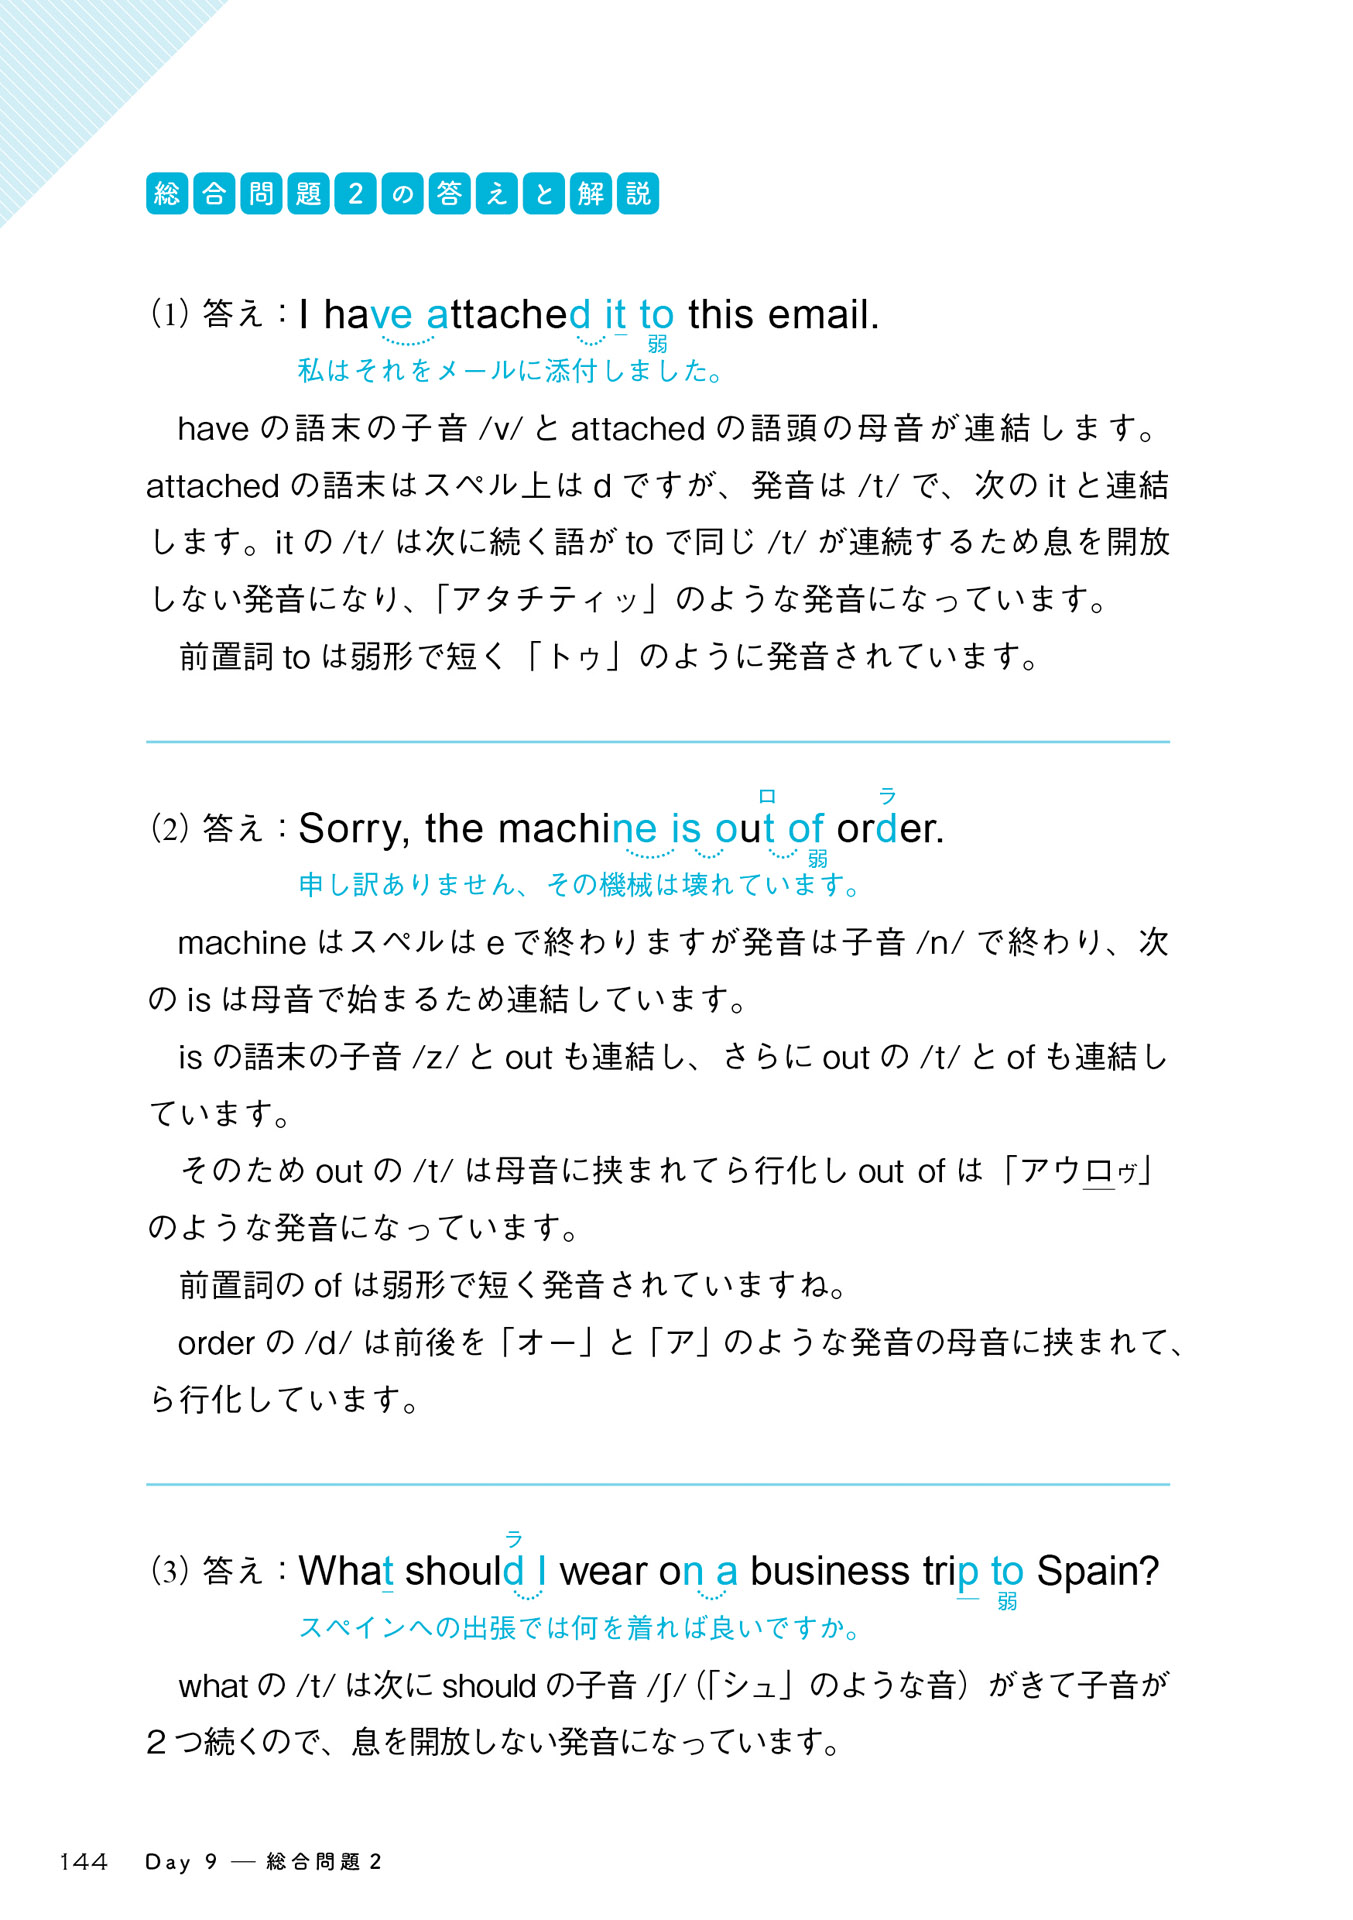 総合問題2の答えと解説
(1) 答え：I have attached it to this email.
弱
私はそれをメールに添付しました。
have の語末の子音 /v/ と attached の語頭の母音が連結します。
attached の語末はスペル上は d ですが、発音は /t/ で、次の it と連結
します。it の /t/ は次に続く語が to で同じ /t/ が連続するため息を開放
しない発音になり、「アタチティッ」のような発音になっています。
前置詞 to は弱形で短く「トゥ」のように発音されています。
ロ ラ
(2) 答え：Sorry, the machine is out of order.
弱
申し訳ありません、その機械は壊れています。
machine はスペルは e で終わりますが発音は子音 /n/ で終わり、次
の is は母音で始まるため連結しています。
is の語末の子音 /z/ と out も連結し、さらに out の /t/ と of も連結し
ています。
そのため out の /t/ は母音に挟まれてら行化し out of は「アウロヴ」
のような発音になっています。
前置詞の of は弱形で短く発音されていますね。
order の /d/ は前後を「オー」と「ア」のような発音の母音に挟まれて、
ら行化しています。
ラ
(3) 答え：What should I wear on a business trip to Spain?
弱
スペインへの出張では何を着れば良いですか。
what の /t/ は次に should の子音 /ʃ/（「シュ」のような音）がきて子音が
2つ続くので、息を開放しない発音になっています。
144 Day 9 — 総合問題2